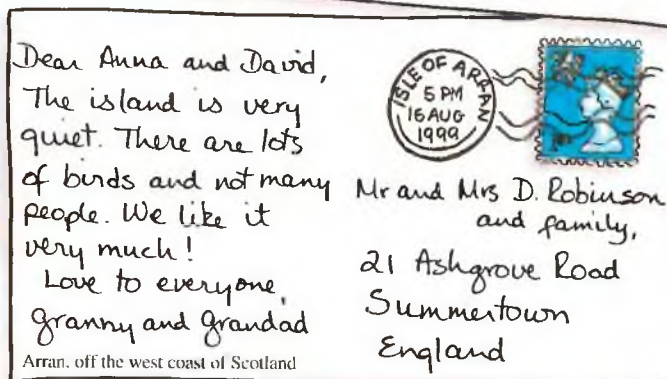 Dear Anna and David,
The island is very
quiet. There are lots
of birds and not many
people. We like it
very much!
Love to everyone,
granny and grandad
Arran, off the west coast of Scotland
ISLE OF ARRAN
5 PM
16 AUG
1999
Mr and Mrs D. Robinson
and family,
21 Ashgrove Road
Summertown
England